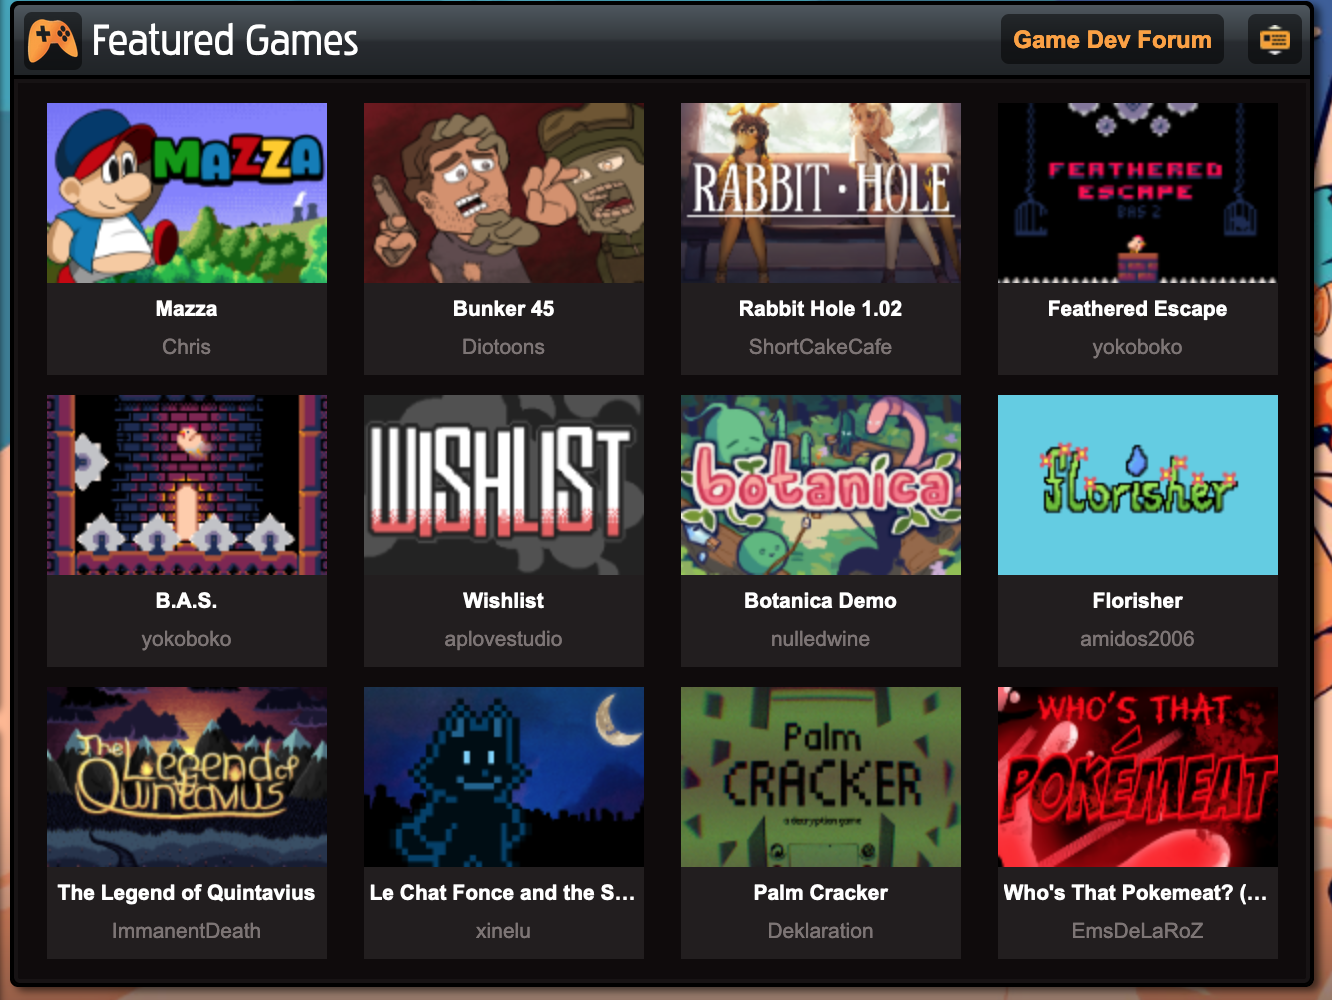 Featured Games
Game Dev Forum
MAZZA
RABBIT · HOLE
FEATHERED
ESCAPE
BAS 2
Mazza
Bunker 45
Rabbit Hole 1.02
Feathered Escape
Chris
Diotoons
ShortCakeCafe
yokoboko
WISHLIST
botanica
florisher
B.A.S.
Wishlist
Botanica Demo
Florisher
yokoboko
aplovestudio
nulledwine
amidos2006
The
Legend of
Quintavius
Palm
CRACKER
a decryption game
WHO'S THAT
POKÉMEAT
The Legend of Quintavius
Le Chat Fonce and the S...
Palm Cracker
Who's That Pokemeat? (...
ImmanentDeath
xinelu
Deklaration
EmsDeLaRoZ